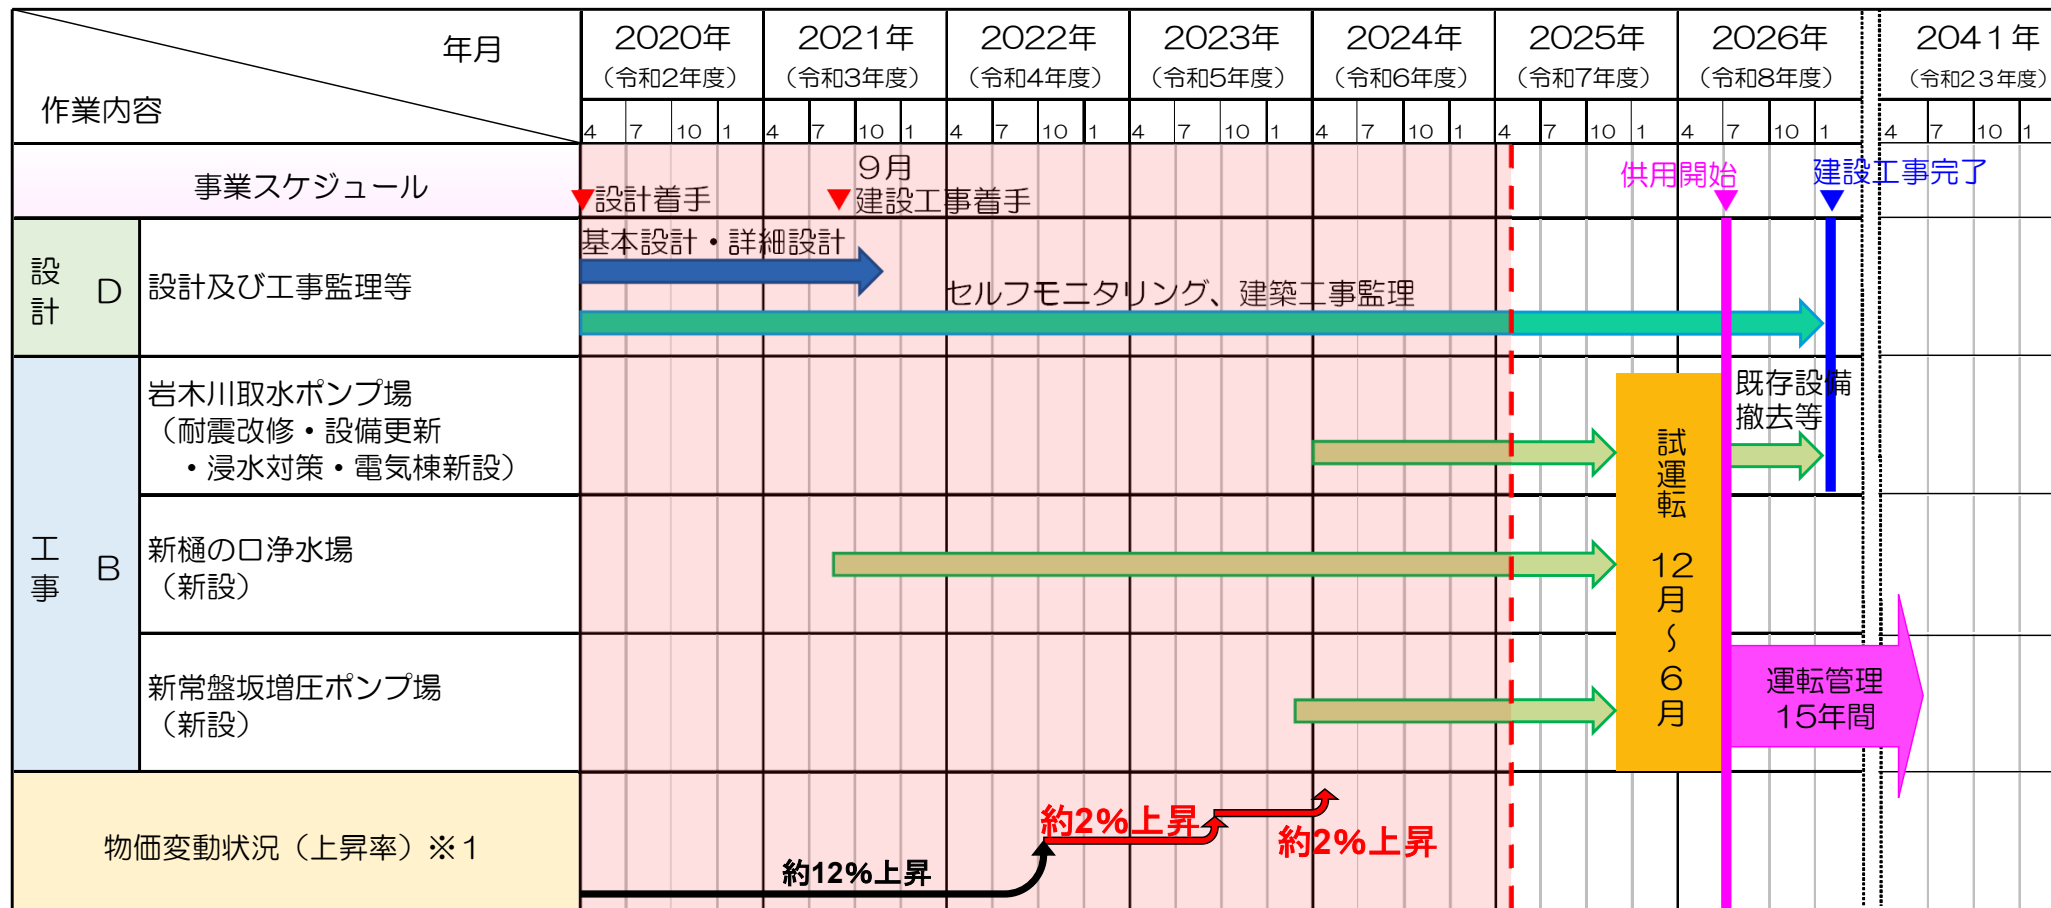 年月
作業内容
2020年 2021年 2022年 2023年 2024年 2025年 2026年 2041年
（令和2年度） （令和3年度） （令和4年度） （令和5年度） （令和6年度） （令和7年度） （令和8年度） （令和23年度）
4 7 10 1 4 7 10 1 4 7 10 1 4 7 10 1 4 7 10 1 4 7 10 1 4 7 10 1 4 7 10 1
事業スケジュール
設計着手
9月
建設工事着手
供用開始
建設工事完了
設計 D
設計及び工事監理等
基本設計・詳細設計
セルフモニタリング、建築工事監理
工事 B
岩木川取水ポンプ場
（耐震改修・設備更新
・浸水対策・電気棟新設）
既存設備
撤去等
試運転 12月～6月
新樋の口浄水場
（新設）
新常盤坂増圧ポンプ場
（新設）
運転管理
15年間
物価変動状況（上昇率）※1
約12%上昇
約2%上昇
約2%上昇